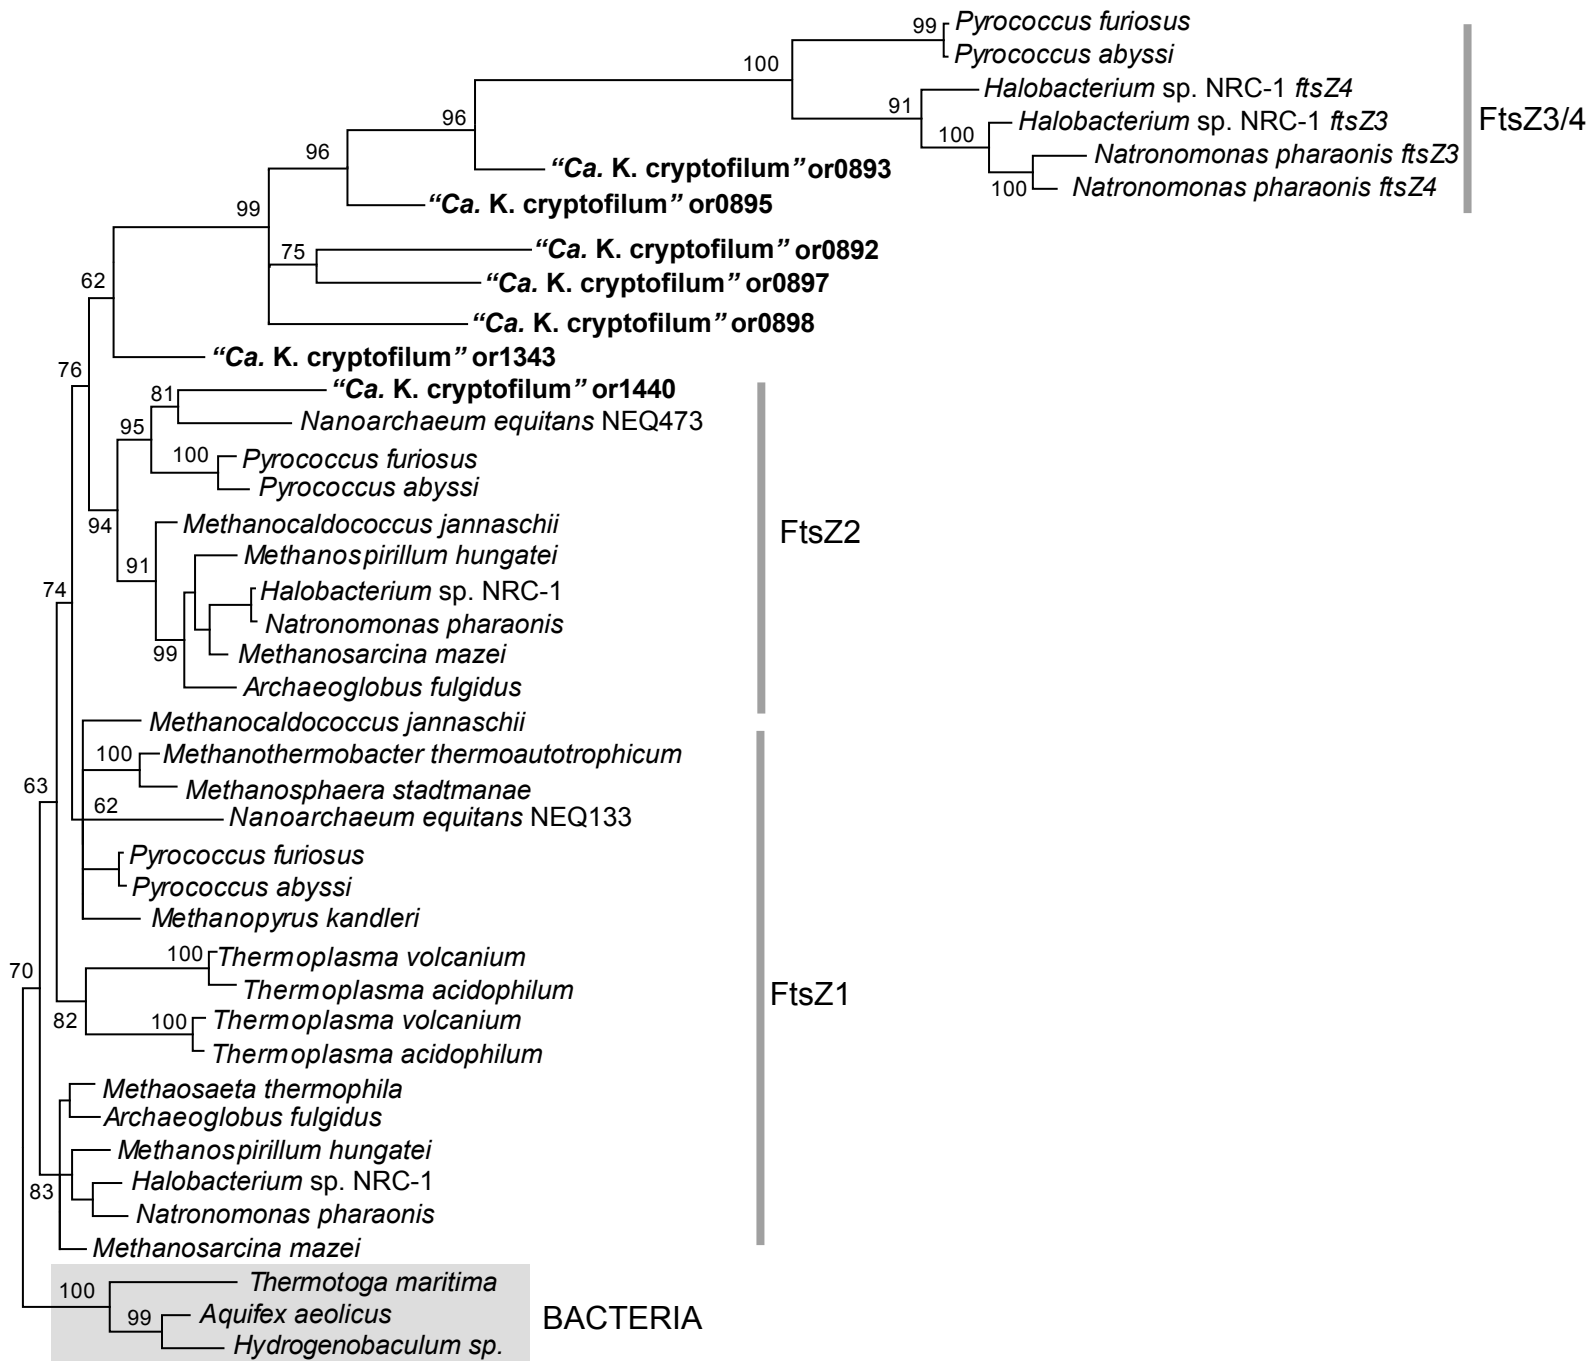 99 Pyrococcus furiosus
Pyrococcus abyssi
100
Halobacterium sp. NRC-1 ftsZ4
91
Halobacterium sp. NRC-1 ftsZ3
FtsZ3/4
96
100
Natronomonas pharaonis ftsZ3
96
“Ca. K. cryptofilum” or0893
100 Natronomonas pharaonis ftsZ4
“Ca. K. cryptofilum” or0895
99
75
“Ca. K. cryptofilum” or0892
62
“Ca. K. cryptofilum” or0897
“Ca. K. cryptofilum” or0898
“Ca. K. cryptofilum” or1343
76
81 “Ca. K. cryptofilum” or1440
95 Nanoarchaeum equitans NEQ473
100 Pyrococcus furiosus
Pyrococcus abyssi
94 Methanocaldococcus jannaschii
FtsZ2
91 Methanospirillum hungatei
74 Halobacterium sp. NRC-1
Natronomonas pharaonis
99 Methanosarcina mazei
Archaeoglobus fulgidus
Methanocaldococcus jannaschii
100 Methanothermobacter thermoautotrophicum
63 Methanosphaera stadtmanae
62 Nanoarchaeum equitans NEQ133
Pyrococcus furiosus
Pyrococcus abyssi
Methanopyrus kandleri
70 100 Thermoplasma volcanium
Thermoplasma acidophilum
FtsZ1
82 100 Thermoplasma volcanium
Thermoplasma acidophilum
Methaosaeta thermophila
Archaeoglobus fulgidus
Methanospirillum hungatei
83 Halobacterium sp. NRC-1
Natronomonas pharaonis
Methanosarcina mazei
100 Thermotoga maritima
99 Aquifex aeolicus
BACTERIA
Hydrogenobaculum sp.